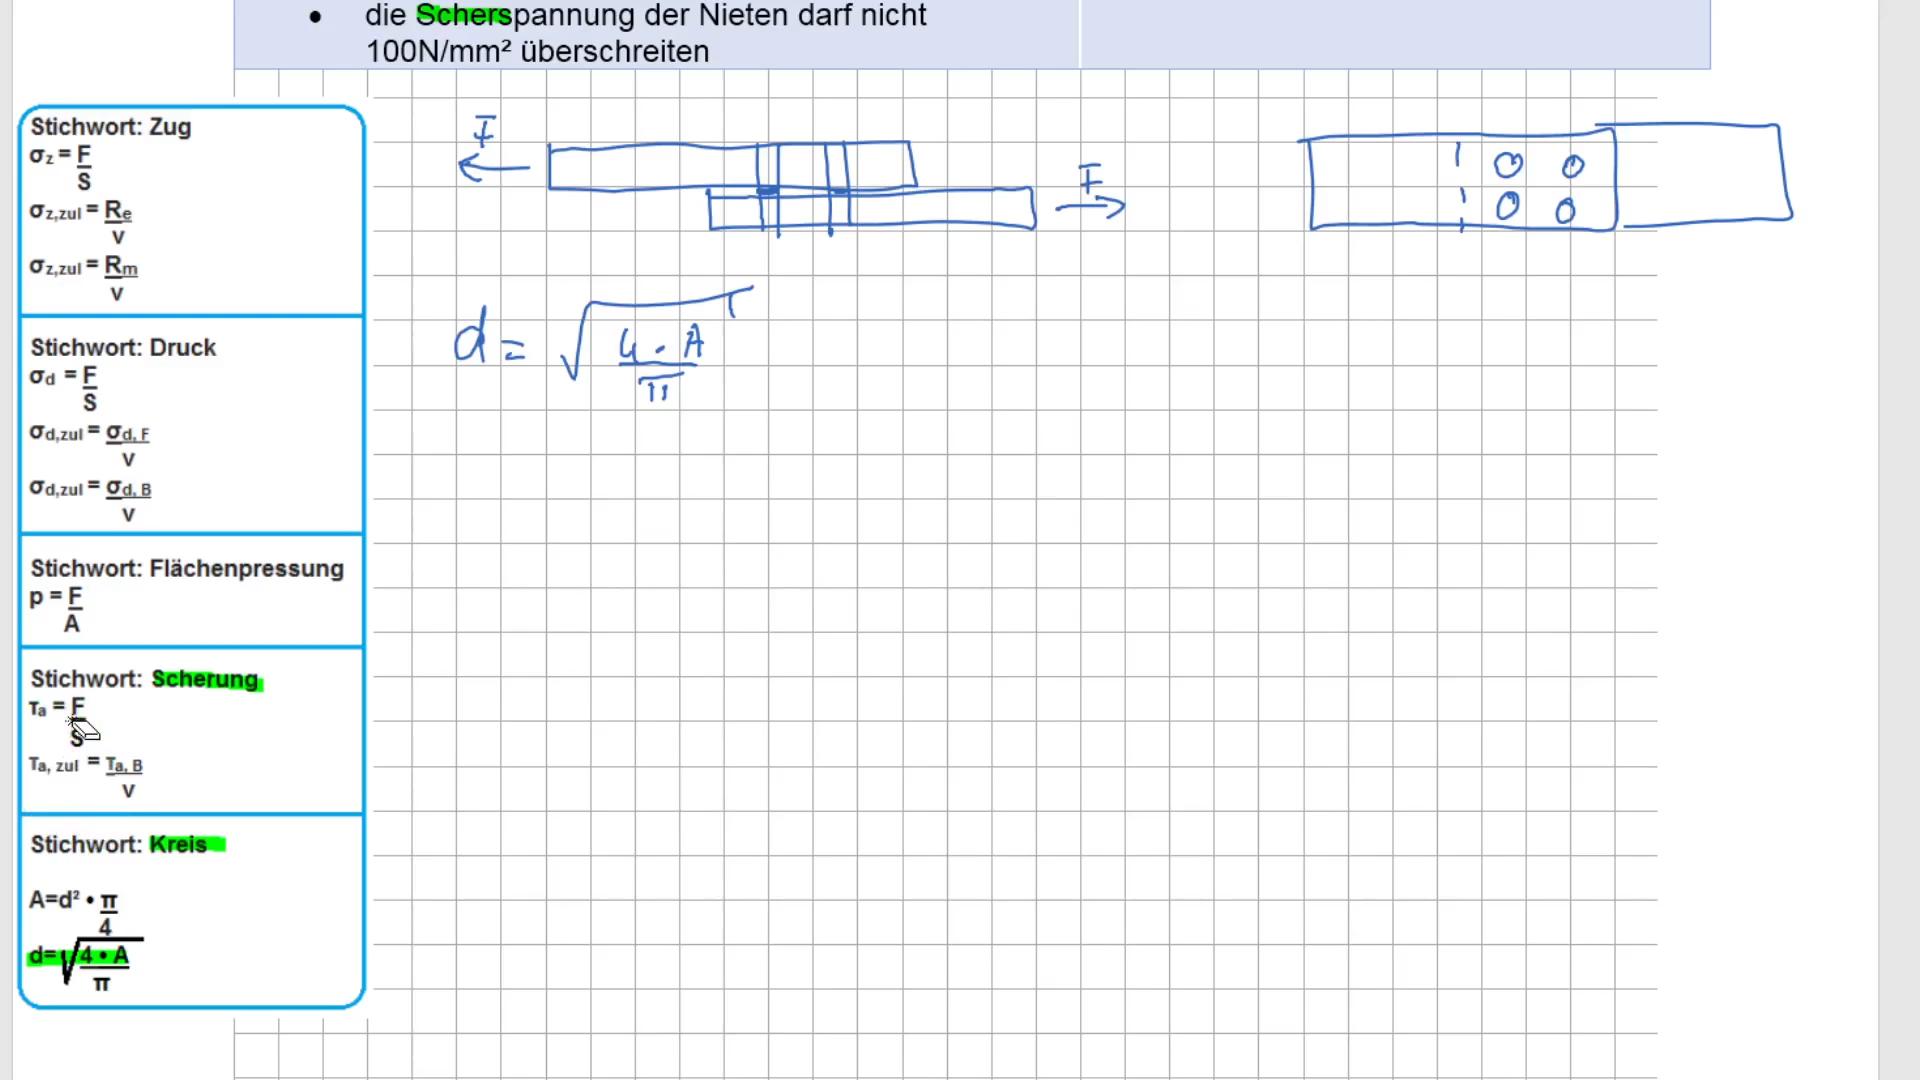 • die Scherspannung der Nieten darf nicht
100N/mm² überschreiten
Stichwort: Zug
σz = F
S
σz,zul = Re
v
σz,zul = Rm
v
Stichwort: Druck
σd = F
S
σd,zul = σd, F
v
σd,zul = σd, B
v
Stichwort: Flächenpressung
p = F
A
Stichwort: Scherung
τa = F
S
τa, zul = τa, B
v
Stichwort: Kreis
A=d² • π
4
d=√4 • A
π
F
F
d = √4 · A
π